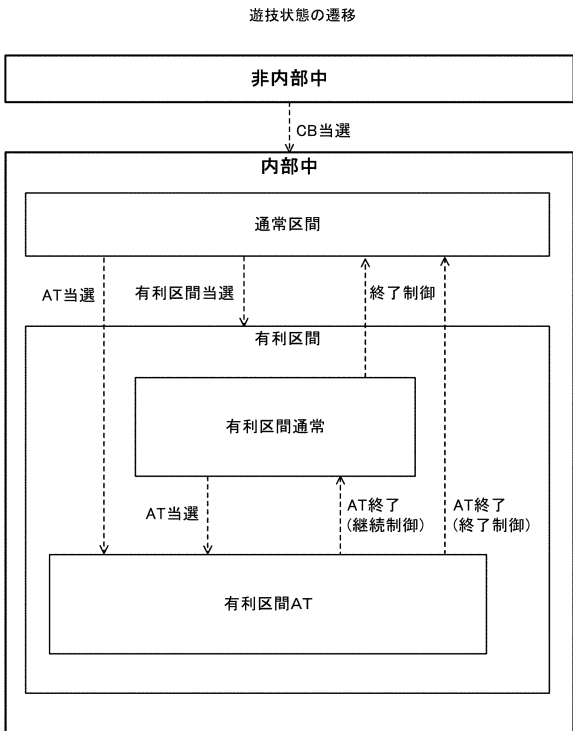 遊技状態の遷移
非内部中
CB当選
内部中
通常区間
AT当選
有利区間当選
終了制御
有利区間
有利区間通常
AT当選
AT終了
(継続制御)
AT終了
(終了制御)
有利区間AT